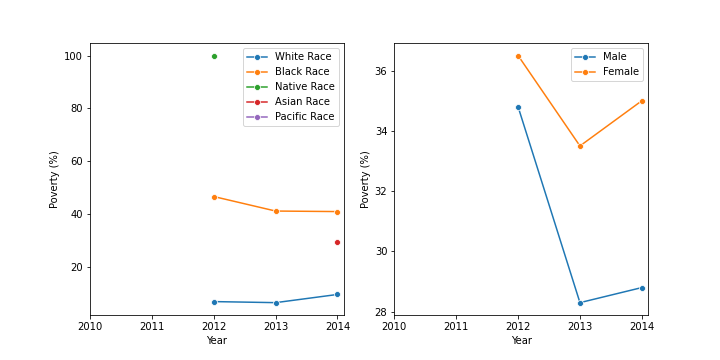 100
80
60
40
20
Poverty (%)
2010 2011 2012 2013 2014
Year
White Race
Black Race
Native Race
Asian Race
Pacific Race
36
34
32
30
28
Poverty (%)
2010 2011 2012 2013 2014
Year
Male
Female